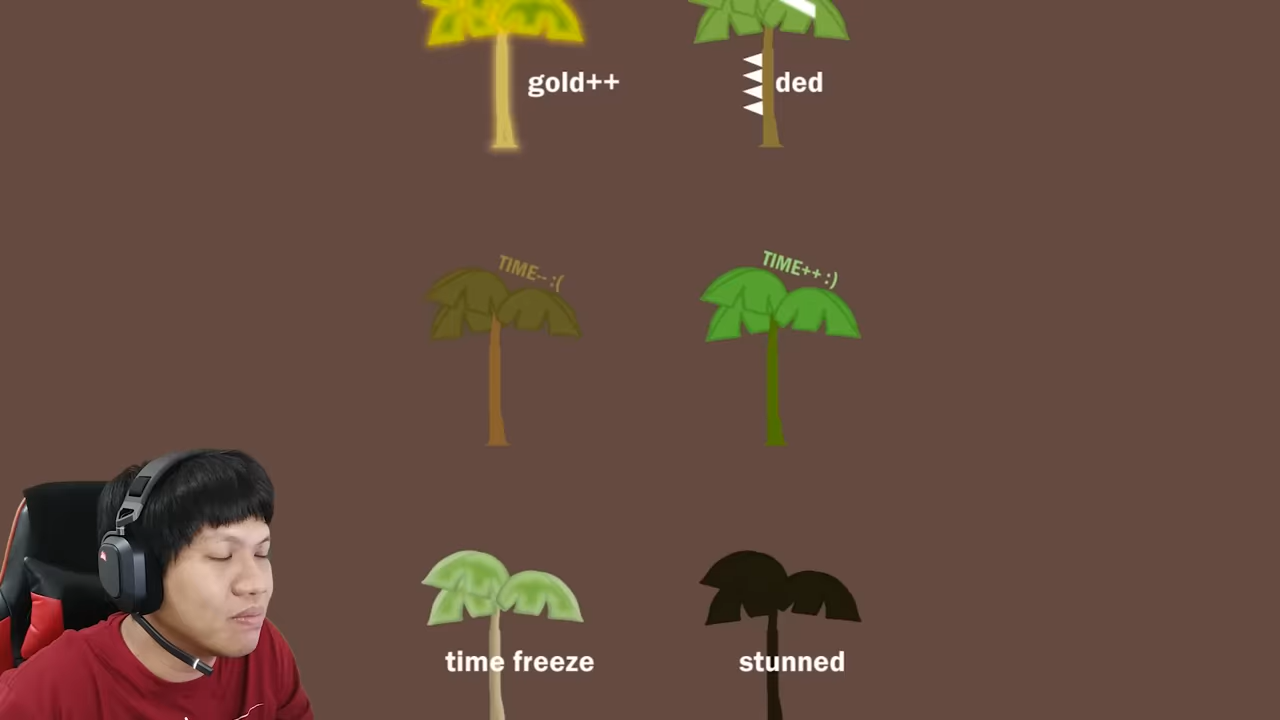 gold++
ded
TIME-- :(
TIME++ :)
time freeze
stunned